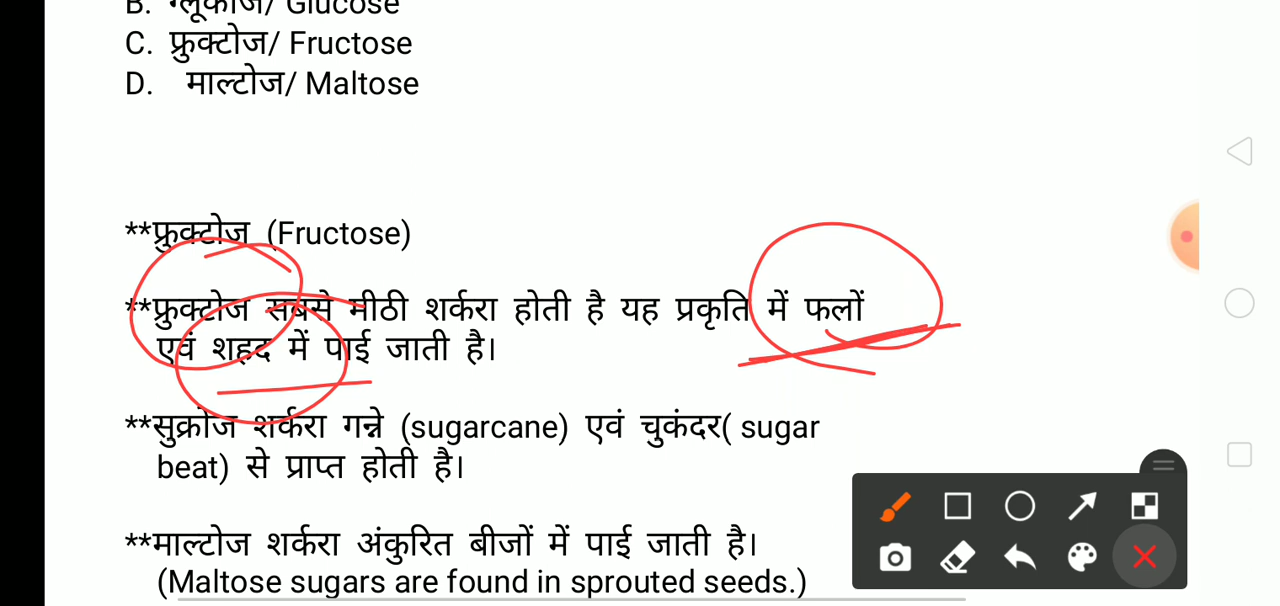 B. ग्लूकोज/ Glucose
C. फ्रुक्टोज/ Fructose
D. माल्टोज/ Maltose
**फ्रुक्टोज (Fructose)
**फ्रुक्टोज सबसे मीठी शर्करा होती है यह प्रकृति में फलों
एवं शहद में पाई जाती है।
**सुक्रोज शर्करा गन्ने (sugarcane) एवं चुकंदर( sugar
beat) से प्राप्त होती है।
**माल्टोज शर्करा अंकुरित बीजों में पाई जाती है।
(Maltose sugars are found in sprouted seeds.)